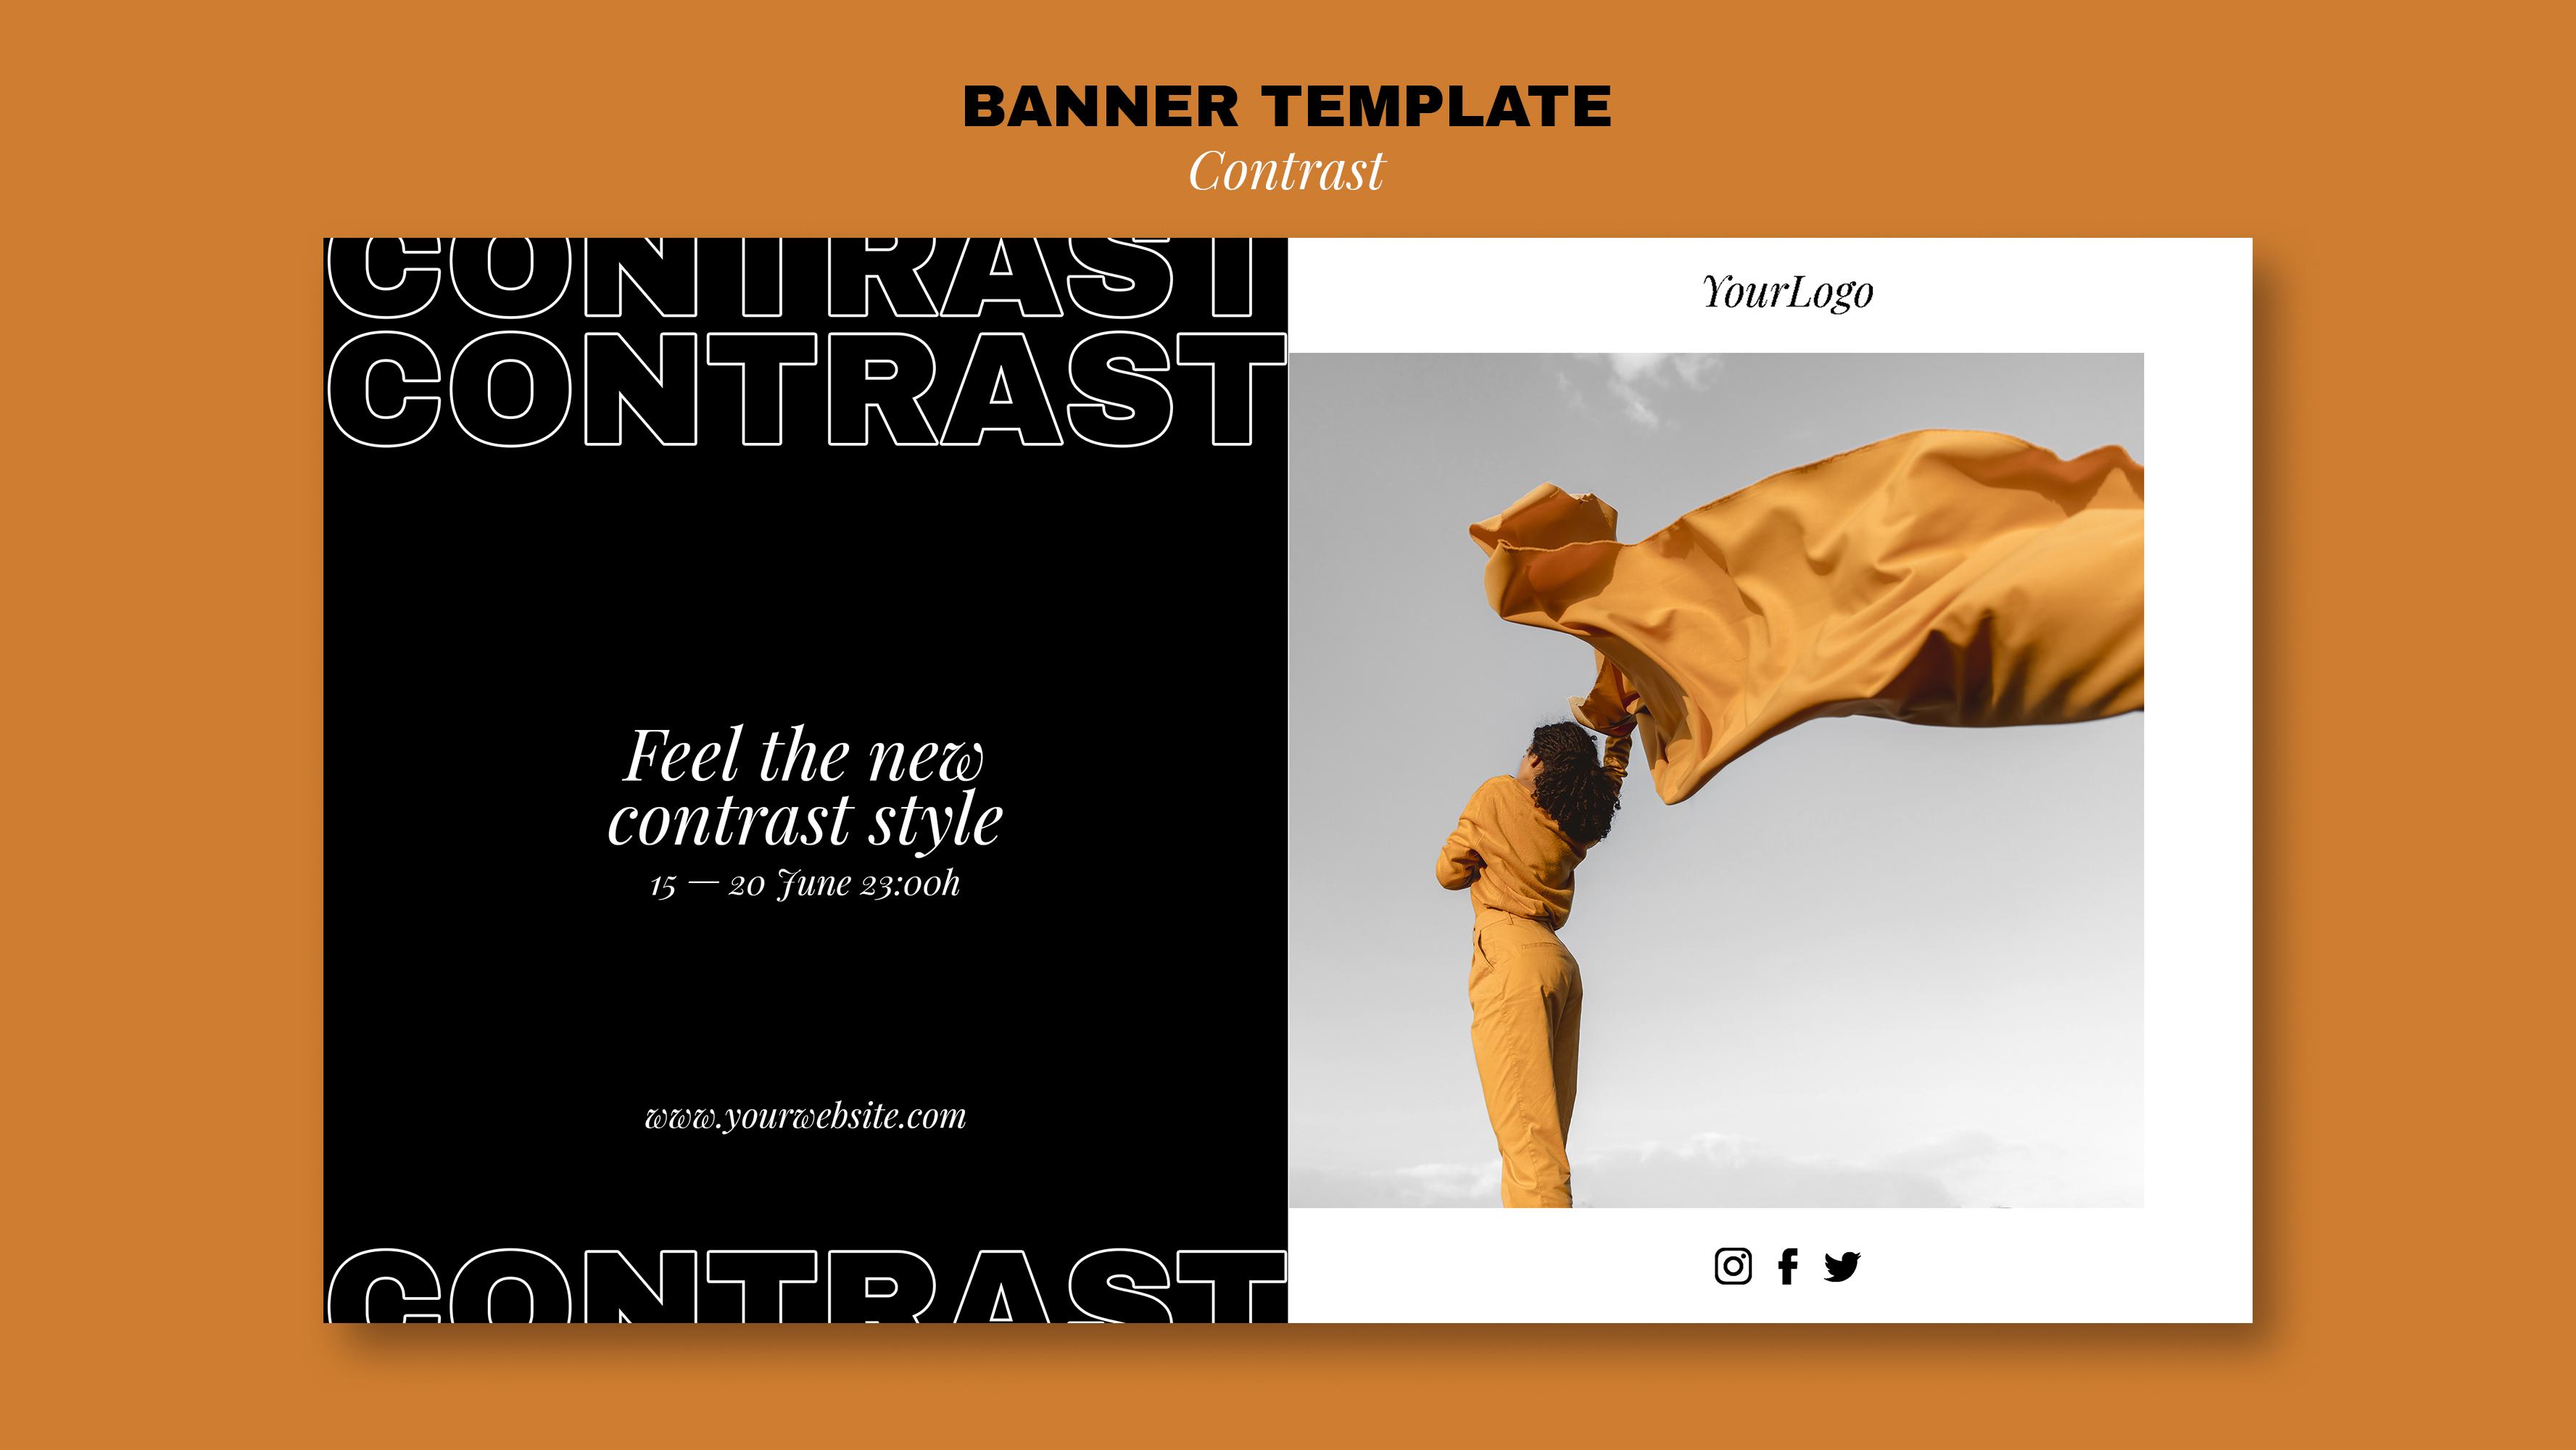 BANNER TEMPLATE
Contrast
CONTRAST
CONTRAST
Feel the new
contrast style
15 — 20 June 23:00h
www.yourwebsite.com
CONTRAST
YourLogo